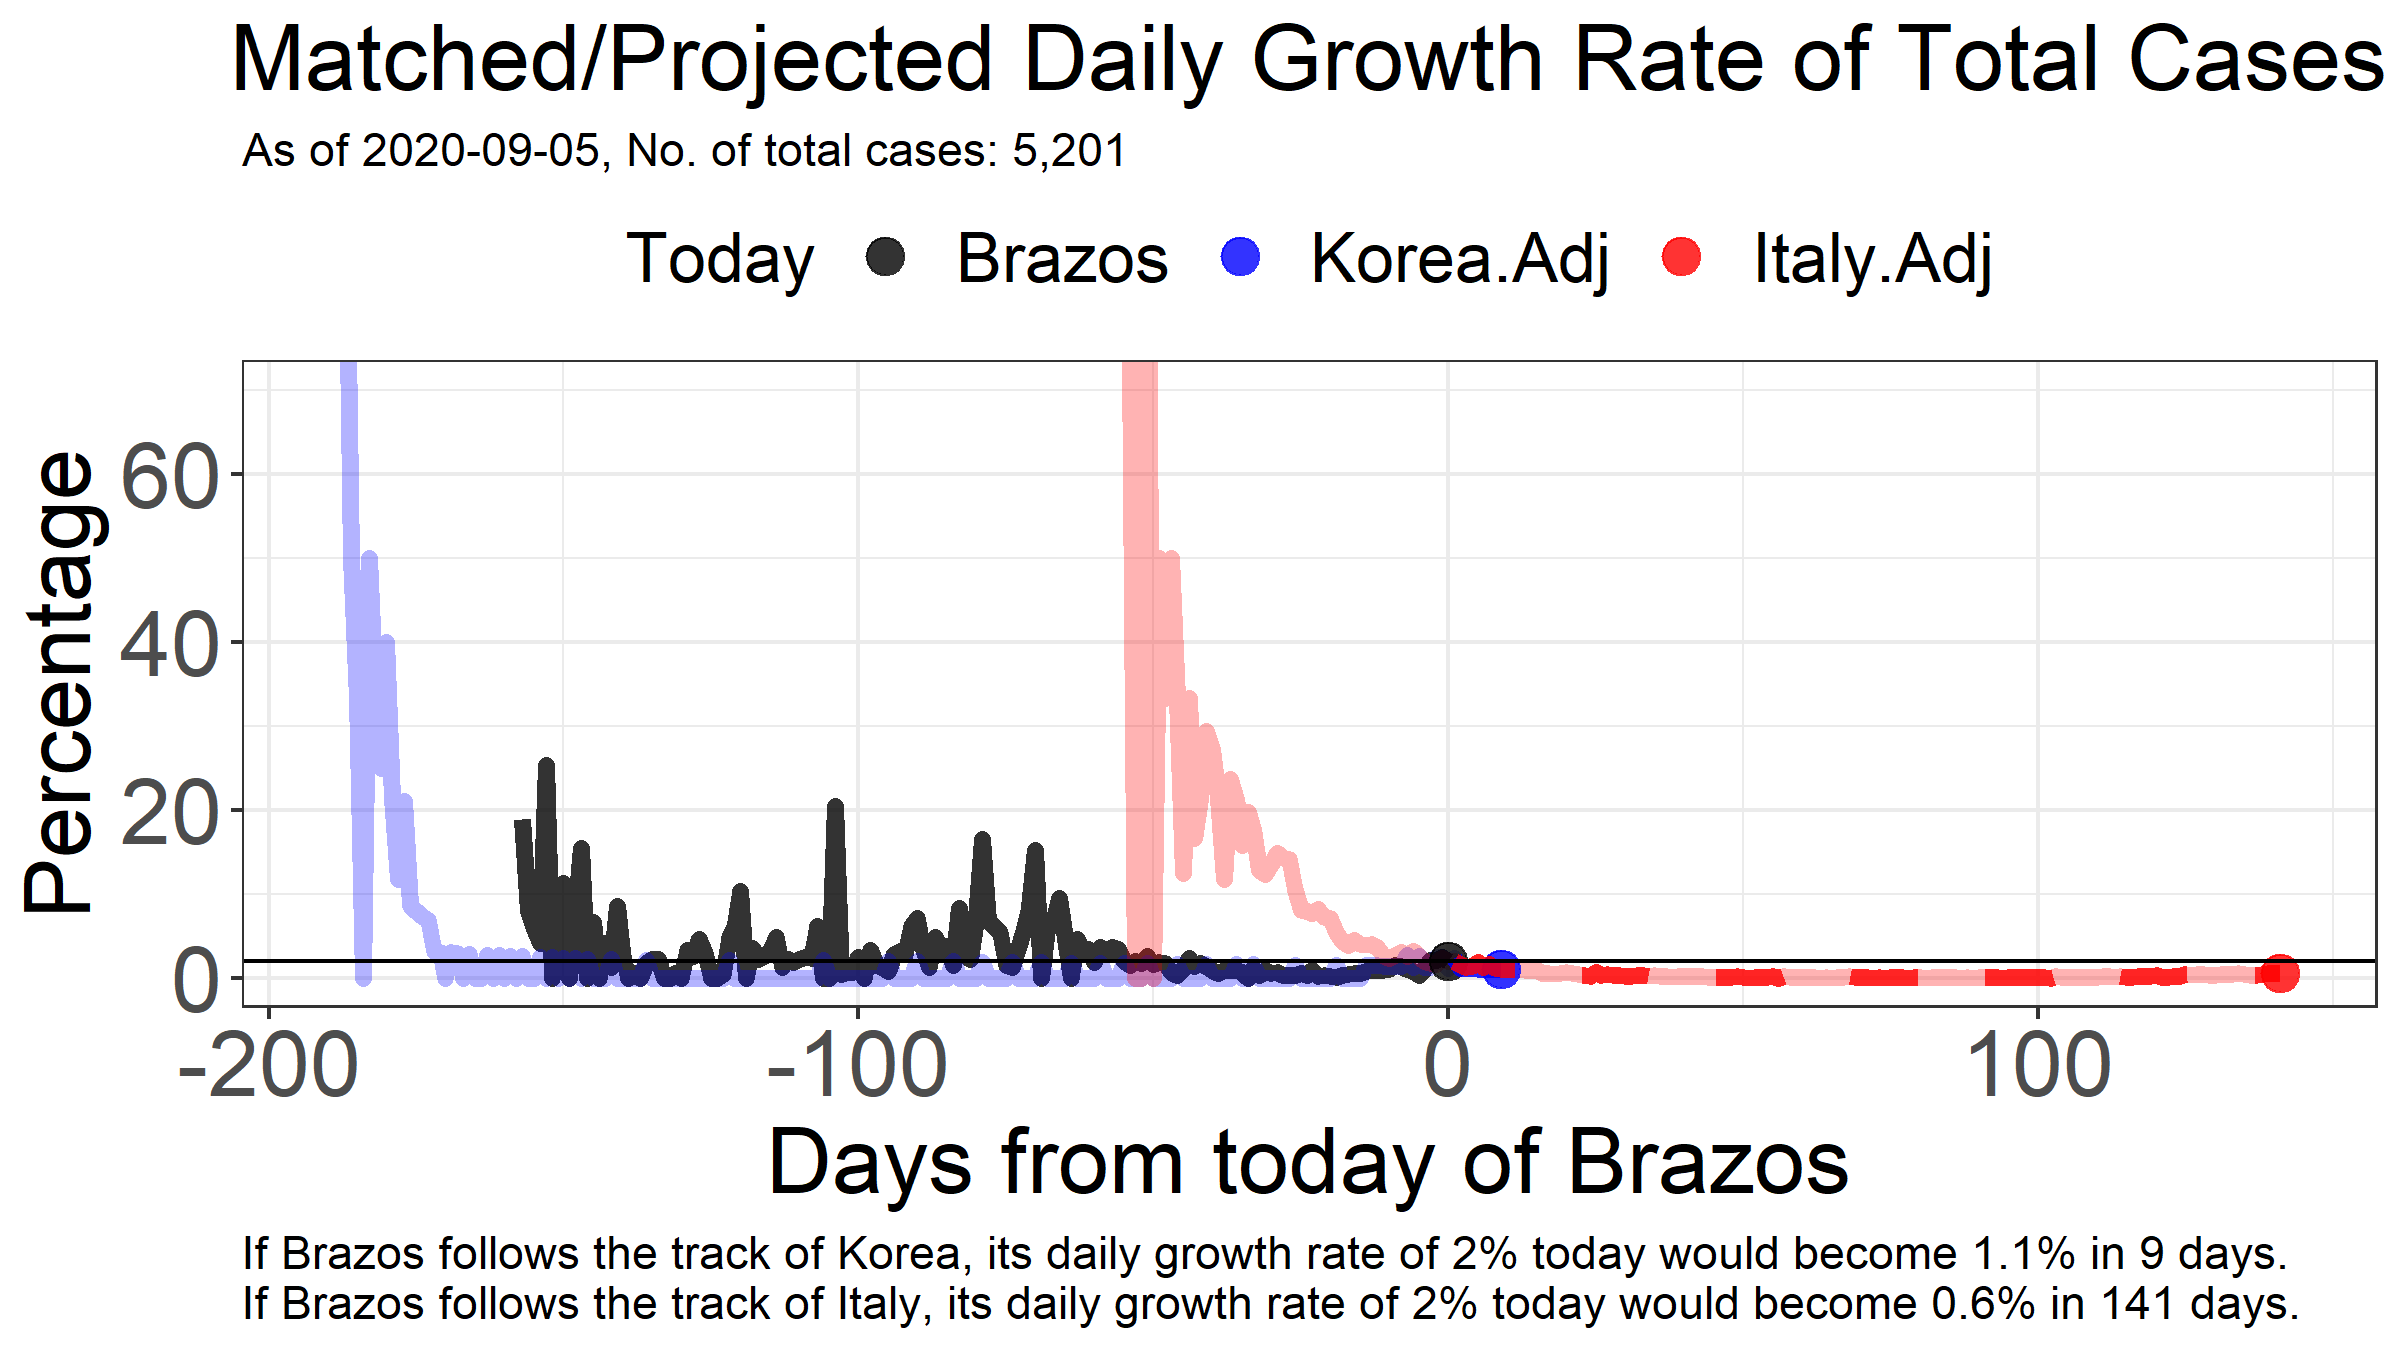 Matched/Projected Daily Growth Rate of Total Cases
As of 2020-09-05, No. of total cases: 5,201
Today Brazos Korea.Adj Italy.Adj
Percentage
60
40
20
0
-200 -100 0 100
Days from today of Brazos
If Brazos follows the track of Korea, its daily growth rate of 2% today would become 1.1% in 9 days.
If Brazos follows the track of Italy, its daily growth rate of 2% today would become 0.6% in 141 days.